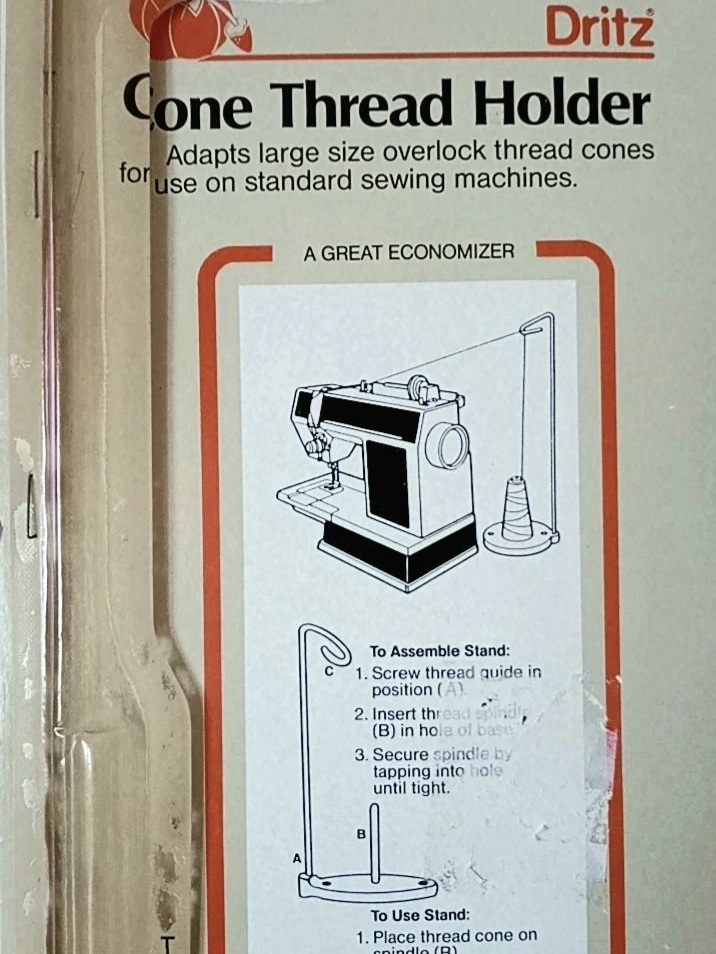 Dritz®
Cone Thread Holder
Adapts large size overlock thread cones
for use on standard sewing machines.
A GREAT ECONOMIZER
To Assemble Stand:
C
1. Screw thread guide in
position (A).
2. Insert thread spindle
(B) in hole of base.
3. Secure spindle by
tapping into hole
until tight.
B
A
To Use Stand:
1. Place thread cone on
spindle (B)
T